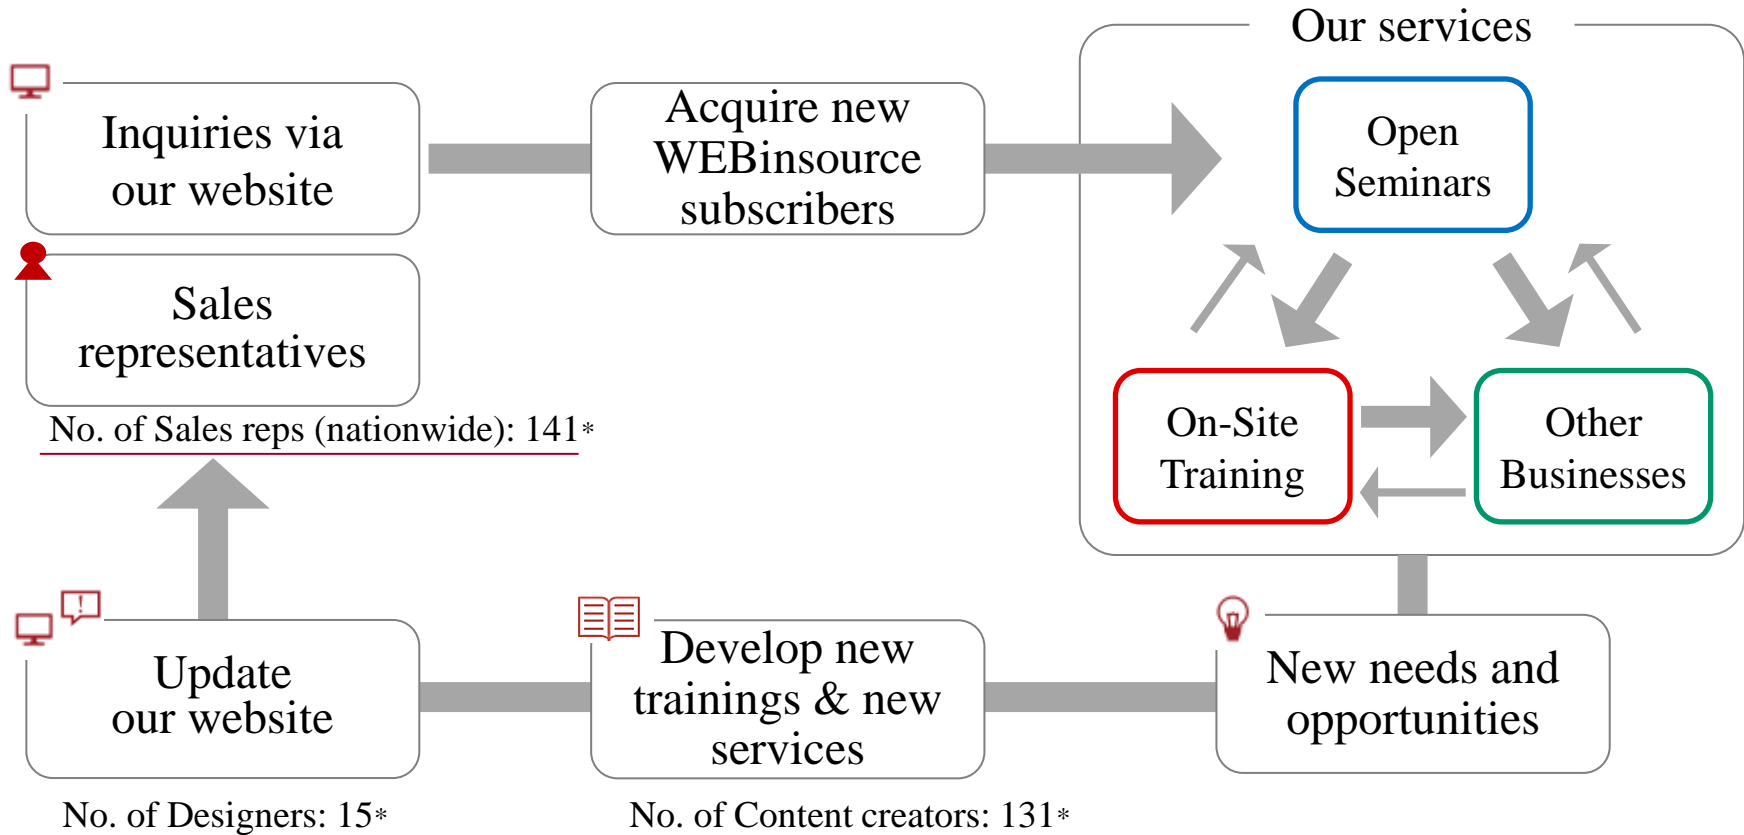 Our services
Inquiries via
our website
Acquire new
WEBinsource
subscribers
Open
Seminars
Sales
representatives
No. of Sales reps (nationwide): 141*
On-Site
Training
Other
Businesses
Update
our website
Develop new
trainings & new
services
New needs and
opportunities
No. of Designers: 15*
No. of Content creators: 131*